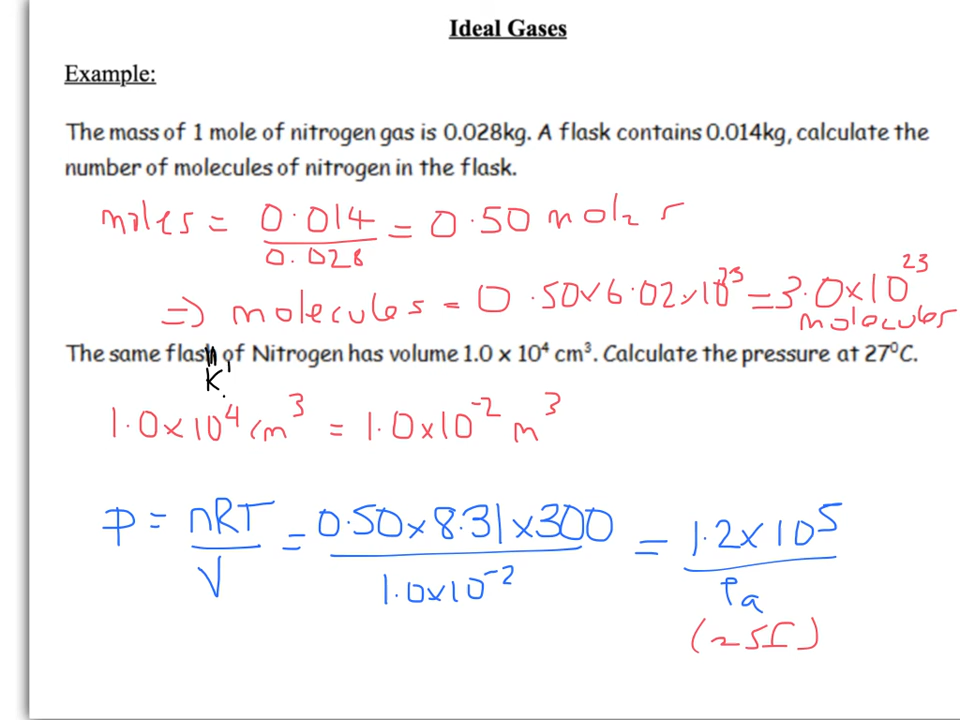 Ideal Gases
Example:
The mass of 1 mole of nitrogen gas is 0.028kg. A flask contains 0.014kg, calculate the
number of molecules of nitrogen in the flask.
moles = 0.014 / 0.028 = 0.50 moles
⇒ molecules = 0.50 x 6.02 x 10²³ = 3.0 x 10²³
molecules
The same flash of Nitrogen has volume 1.0 x 10⁴ cm³. Calculate the pressure at 27⁰C.
k
1.0 x 10⁴ cm³ = 1.0 x 10⁻² m³
P = nRT / V = 0.50 x 8.31 x 300 / 1.0 x 10⁻² = 1.2 x 10⁵
Pa
(2SF)